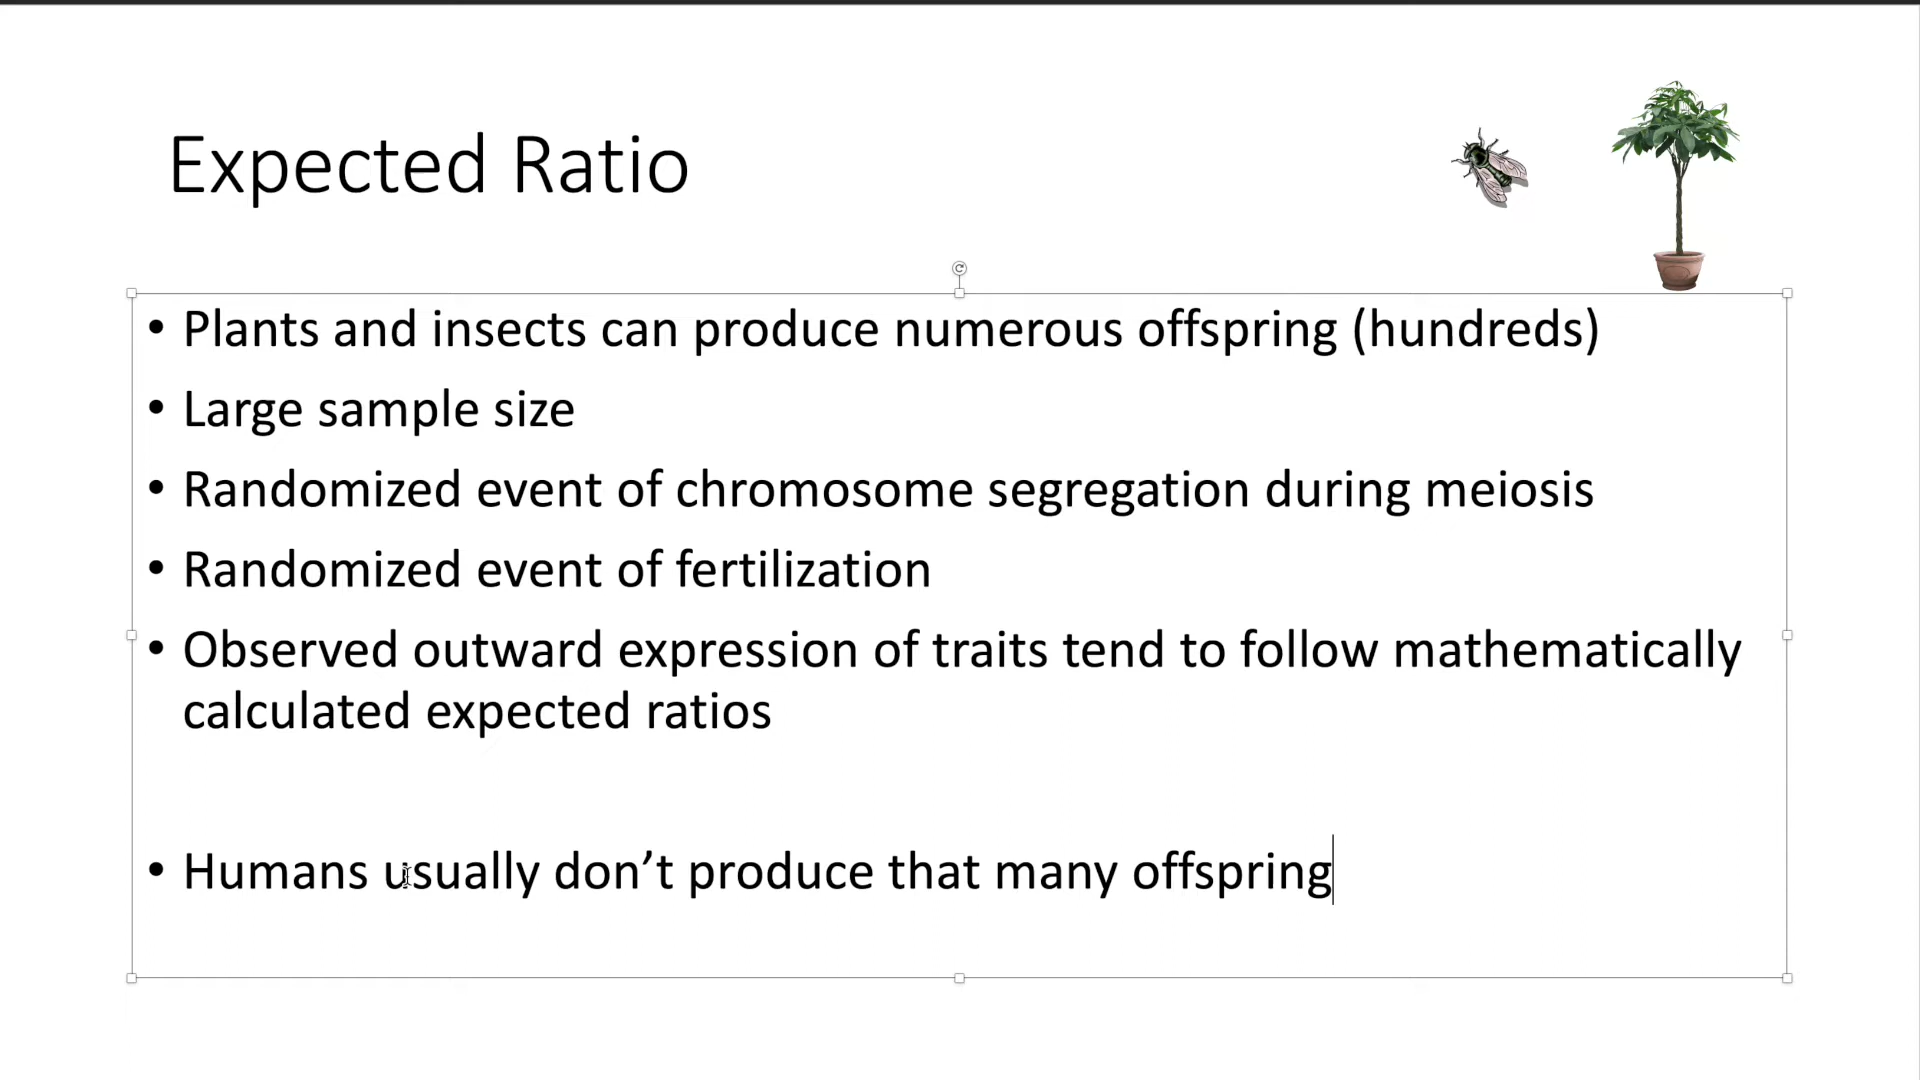 Expected Ratio
• Plants and insects can produce numerous offspring (hundreds)
• Large sample size
• Randomized event of chromosome segregation during meiosis
• Randomized event of fertilization
• Observed outward expression of traits tend to follow mathematically
calculated expected ratios
• Humans usually don’t produce that many offspring